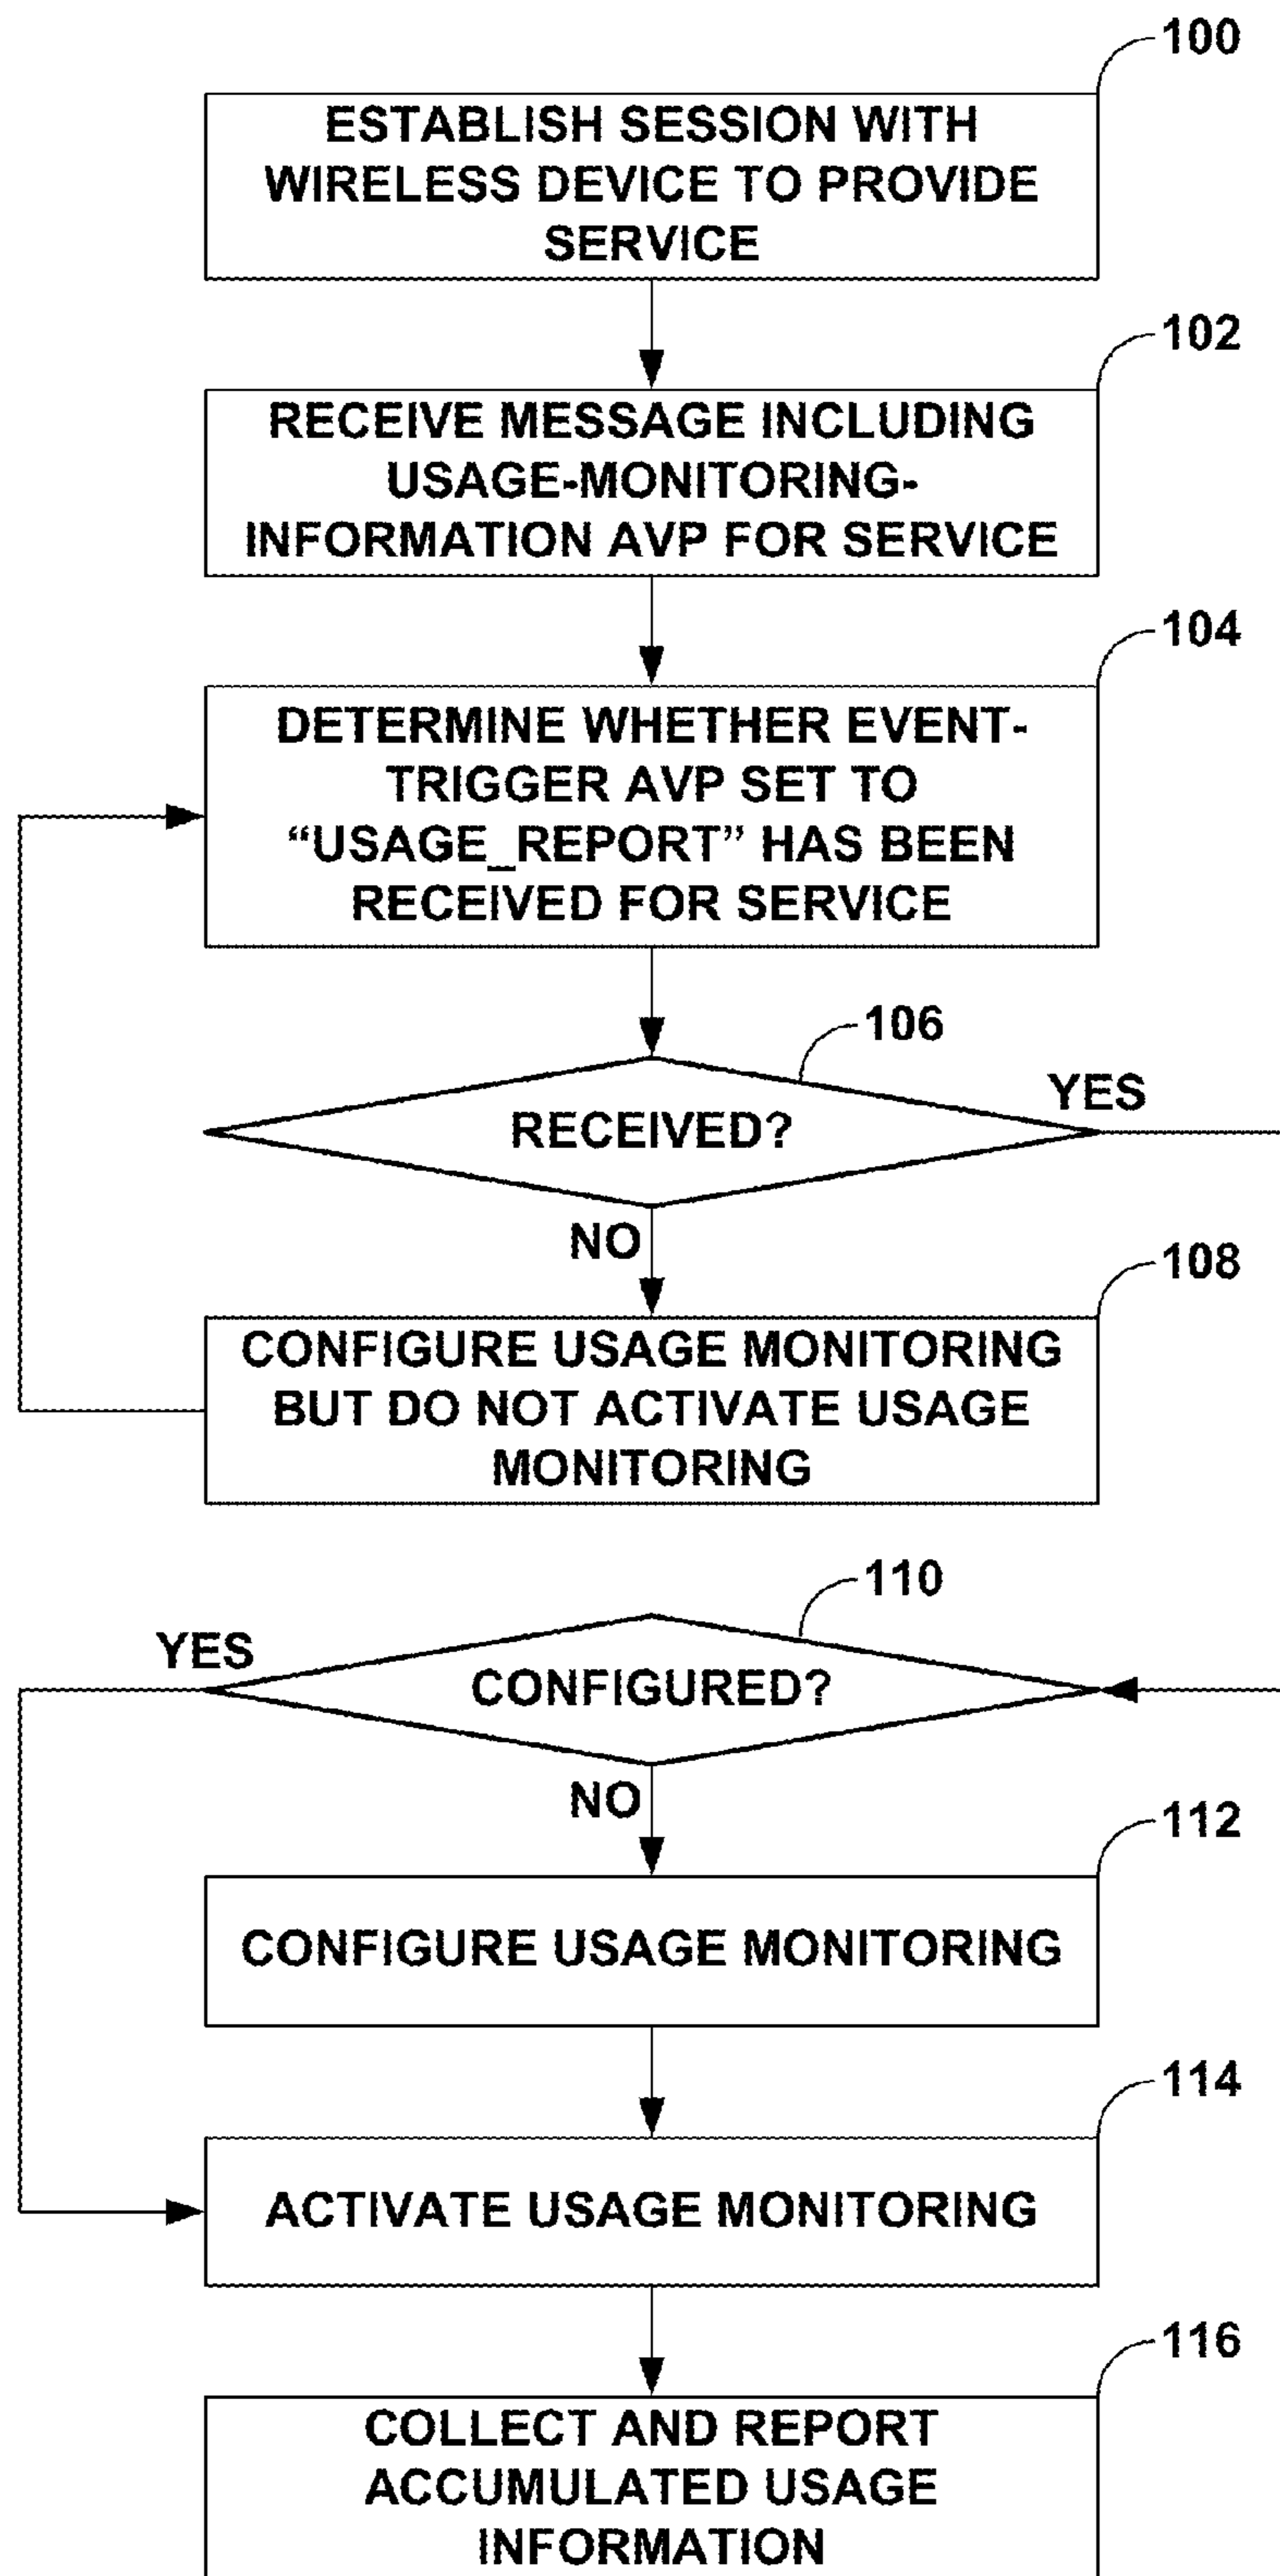 100
ESTABLISH SESSION WITH
WIRELESS DEVICE TO PROVIDE
SERVICE
102
RECEIVE MESSAGE INCLUDING
USAGE-MONITORING-
INFORMATION AVP FOR SERVICE
104
DETERMINE WHETHER EVENT-
TRIGGER AVP SET TO
“USAGE_REPORT” HAS BEEN
RECEIVED FOR SERVICE
106
RECEIVED?
YES
NO
108
CONFIGURE USAGE MONITORING
BUT DO NOT ACTIVATE USAGE
MONITORING
110
YES
CONFIGURED?
NO
112
CONFIGURE USAGE MONITORING
114
ACTIVATE USAGE MONITORING
116
COLLECT AND REPORT
ACCUMULATED USAGE
INFORMATION